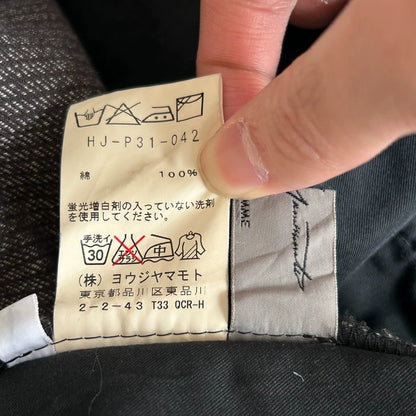 HJ-P31-042
綿 100%
蛍光増白剤の入っていない洗剤
を使用してください。
手洗イ
30
中
(株) ヨウジヤマモト
東京都品川区東品川
2-2-43 T33 QCR-H